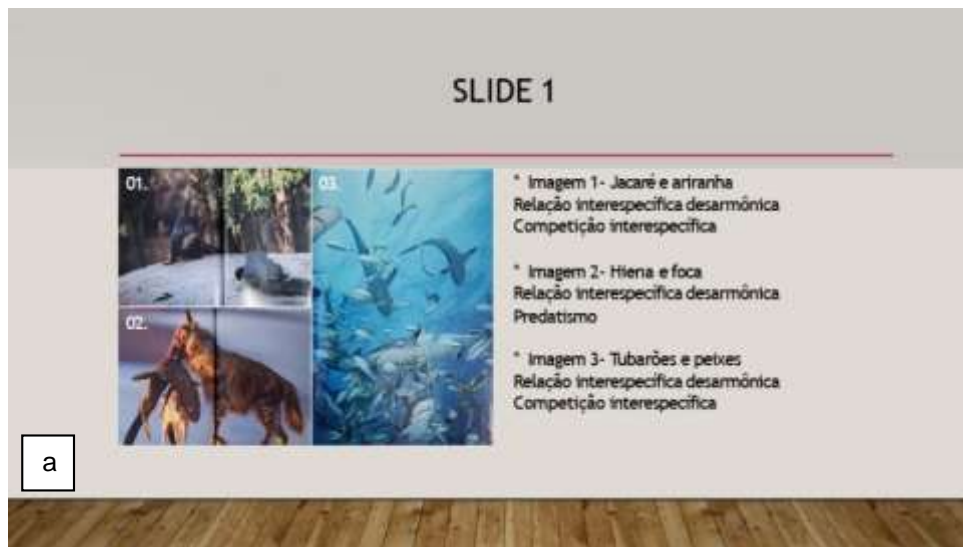 SLIDE 1
01.
03.
02.
* Imagem 1- Jacaré e ariranha
Relação interespecífica desarmônica
Competição interespecífica
* Imagem 2- Hiena e foca
Relação interespecífica desarmônica
Predatismo
* Imagem 3- Tubarões e peixes
Relação interespecífica desarmônica
Competição interespecífica
a